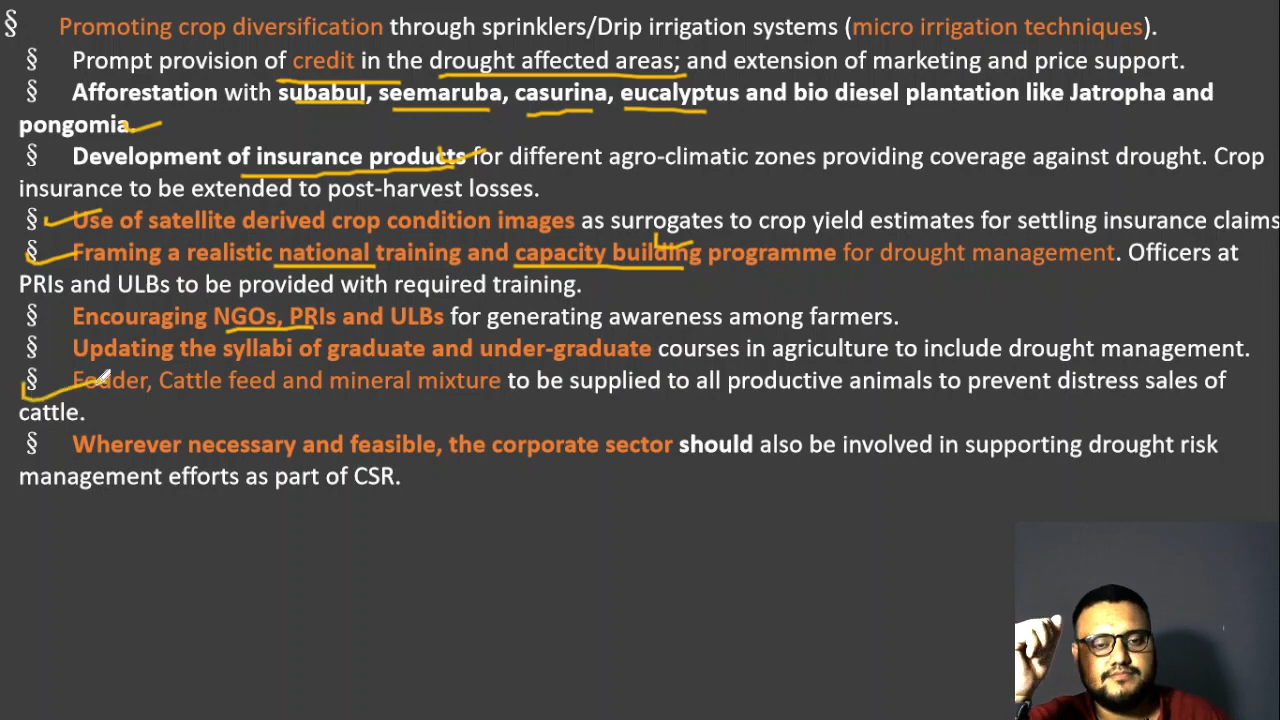 § Promoting crop diversification through sprinklers/Drip irrigation systems (micro irrigation techniques).
§ Prompt provision of credit in the drought affected areas; and extension of marketing and price support.
§ Afforestation with subabul, seemaruba, casurina, eucalyptus and bio diesel plantation like Jatropha and
pongomia.
§ Development of insurance products for different agro-climatic zones providing coverage against drought. Crop
insurance to be extended to post-harvest losses.
§ Use of satellite derived crop condition images as surrogates to crop yield estimates for settling insurance claims
§ Framing a realistic national training and capacity building programme for drought management. Officers at
PRIs and ULBs to be provided with required training.
§ Encouraging NGOs, PRIs and ULBs for generating awareness among farmers.
§ Updating the syllabi of graduate and under-graduate courses in agriculture to include drought management.
§ Fodder, Cattle feed and mineral mixture to be supplied to all productive animals to prevent distress sales of
cattle.
§ Wherever necessary and feasible, the corporate sector should also be involved in supporting drought risk
management efforts as part of CSR.